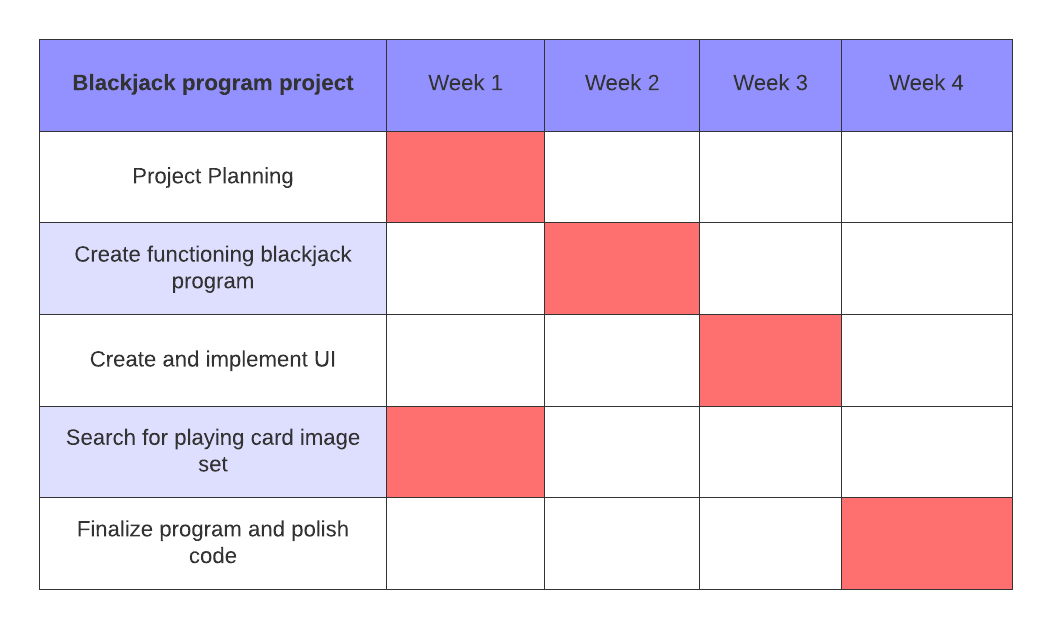 Blackjack program project
Week 1
Week 2
Week 3
Week 4
Project Planning
Create functioning blackjack
program
Create and implement UI
Search for playing card image
set
Finalize program and polish
code